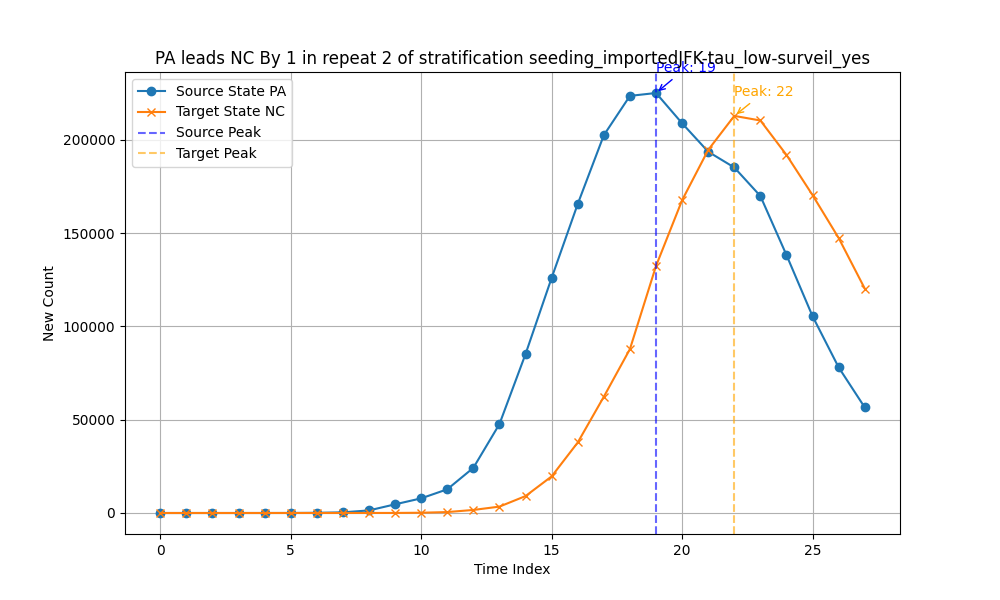 PA leads NC By 1 in repeat 2 of stratification seeding_importedJFK-tau_low-surveil_yes
Peak: 19
Peak: 22
Source State PA
Target State NC
Source Peak
Target Peak
New Count
200000
150000
100000
50000
0
0
5
10
15
20
25
Time Index